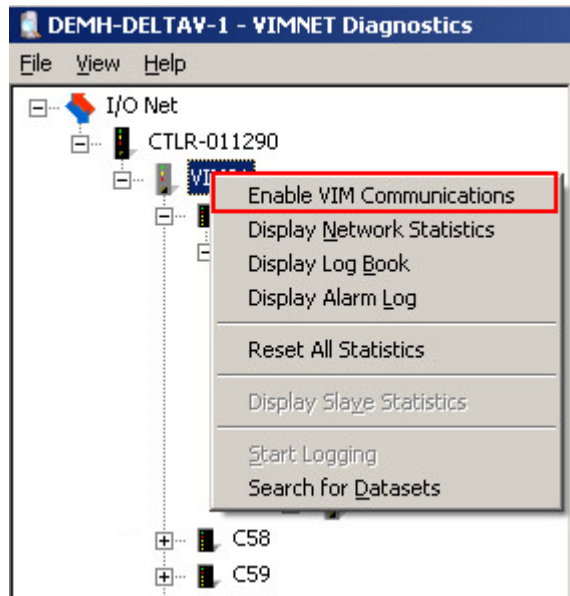 DEMH-DELTAV-1 - VIMNET Diagnostics
File View Help
I/O Net
CTLR-011290
Enable VIM Communications
Display Network Statistics
Display Log Book
Display Alarm Log
Reset All Statistics
Display Slave Statistics
Start Logging
Search for Datasets
C58
C59